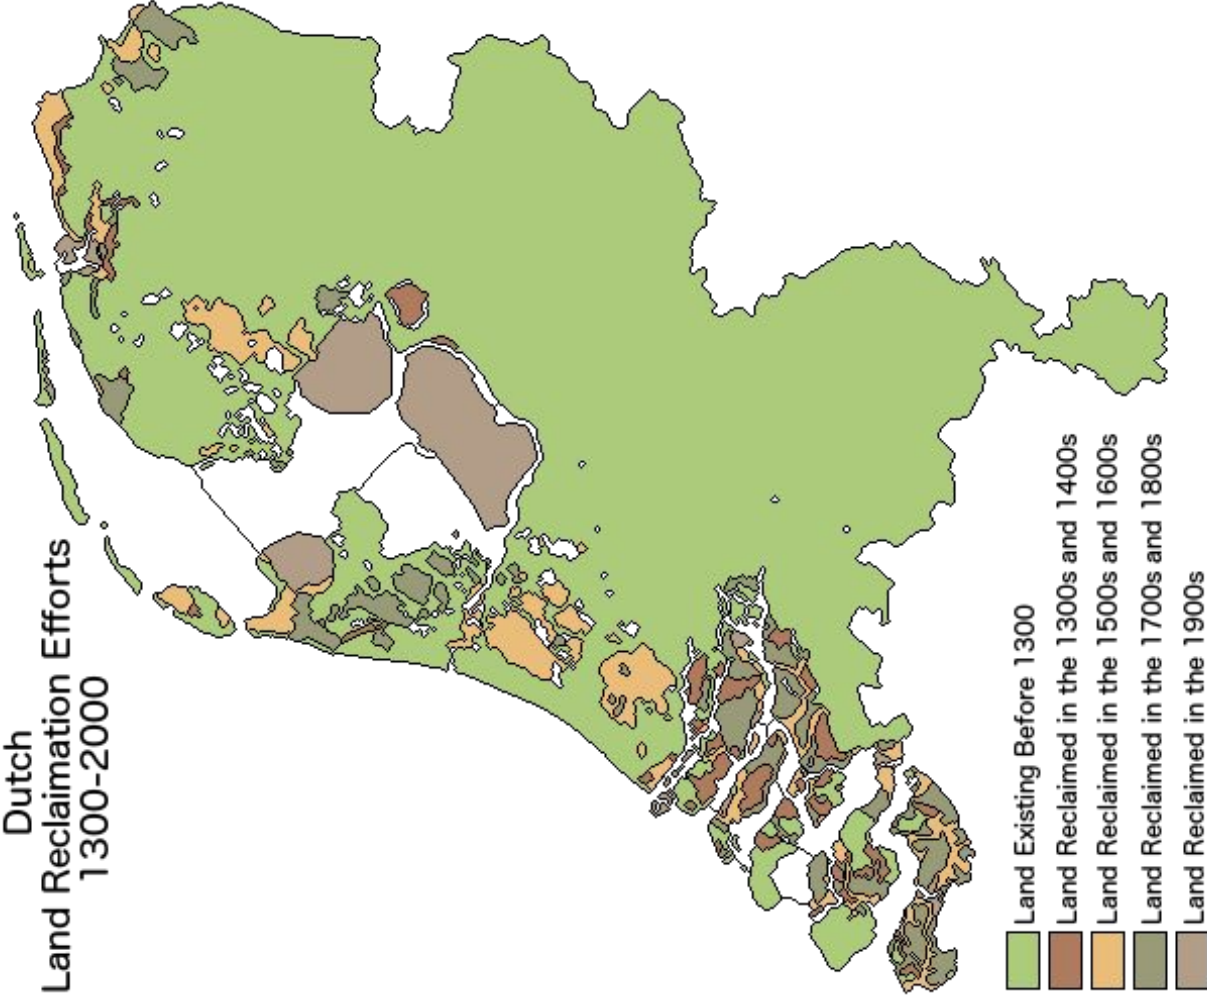 Dutch
Land Reclamation Efforts
1300-2000
Land Existing Before 1300
Land Reclaimed in the 1300s and 1400s
Land Reclaimed in the 1500s and 1600s
Land Reclaimed in the 1700s and 1800s
Land Reclaimed in the 1900s